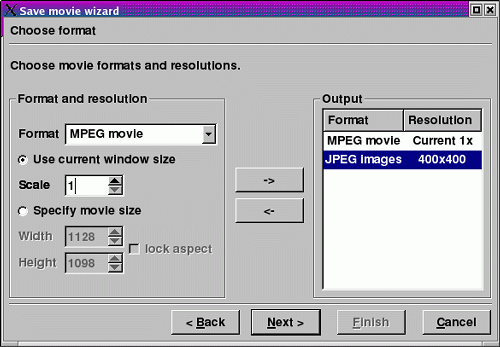 Save movie wizard
Choose format
Choose movie formats and resolutions.
Format and resolution
Format MPEG movie
Use current window size
Scale 1
Specify movie size
Width 1128
lock aspect
Height 1098
->
<-
Output
Format Resolution
MPEG movie Current 1x
JPEG images 400x400
< Back Next > Finish Cancel